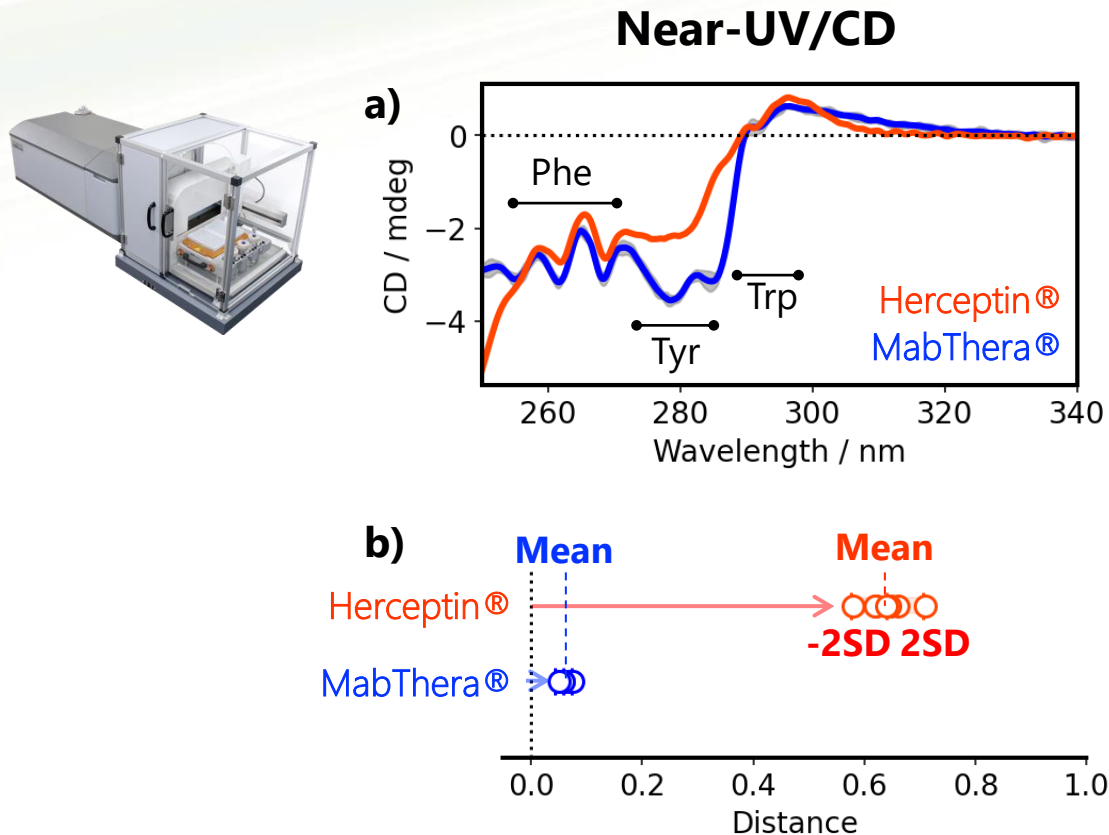 Near-UV/CD
a)
0
−2
−4
CD / mdeg
Phe
Tyr
Trp
Herceptin®
MabThera®
260 280 300 320 340
Wavelength / nm
b)
Mean Mean
Herceptin®
-2SD 2SD
MabThera®
0.0 0.2 0.4 0.6 0.8 1.0
Distance